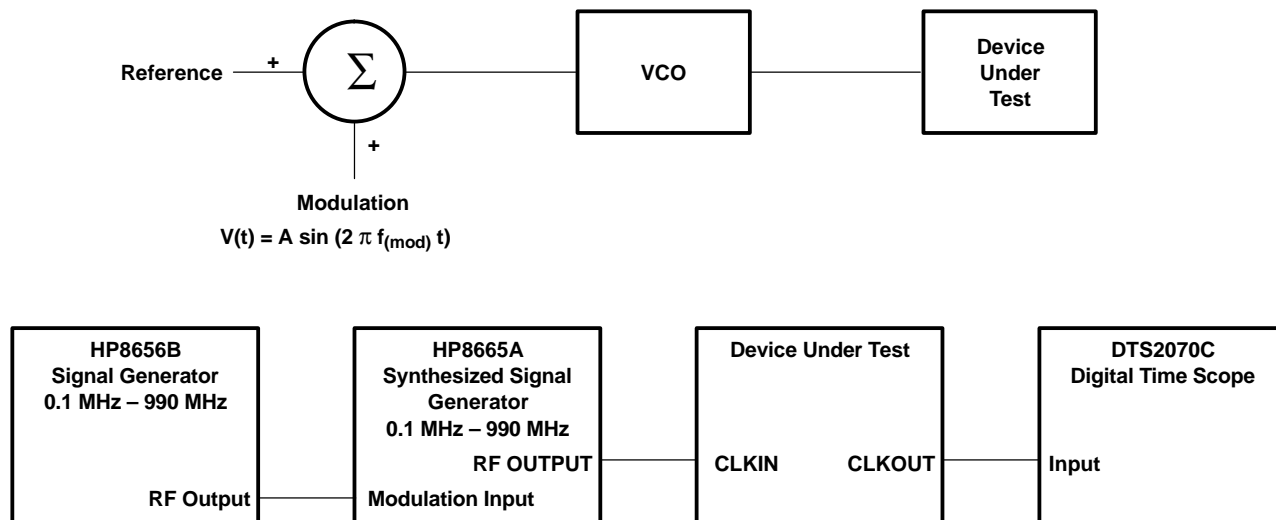 Reference
+
Σ
VCO
Device
Under
Test
+
Modulation
V(t) = A sin (2 π f(mod) t)
HP8656B
Signal Generator
0.1 MHz – 990 MHz
RF Output
HP8665A
Synthesized Signal
Generator
0.1 MHz – 990 MHz
RF OUTPUT
Modulation Input
Device Under Test
CLKIN
CLKOUT
DTS2070C
Digital Time Scope
Input